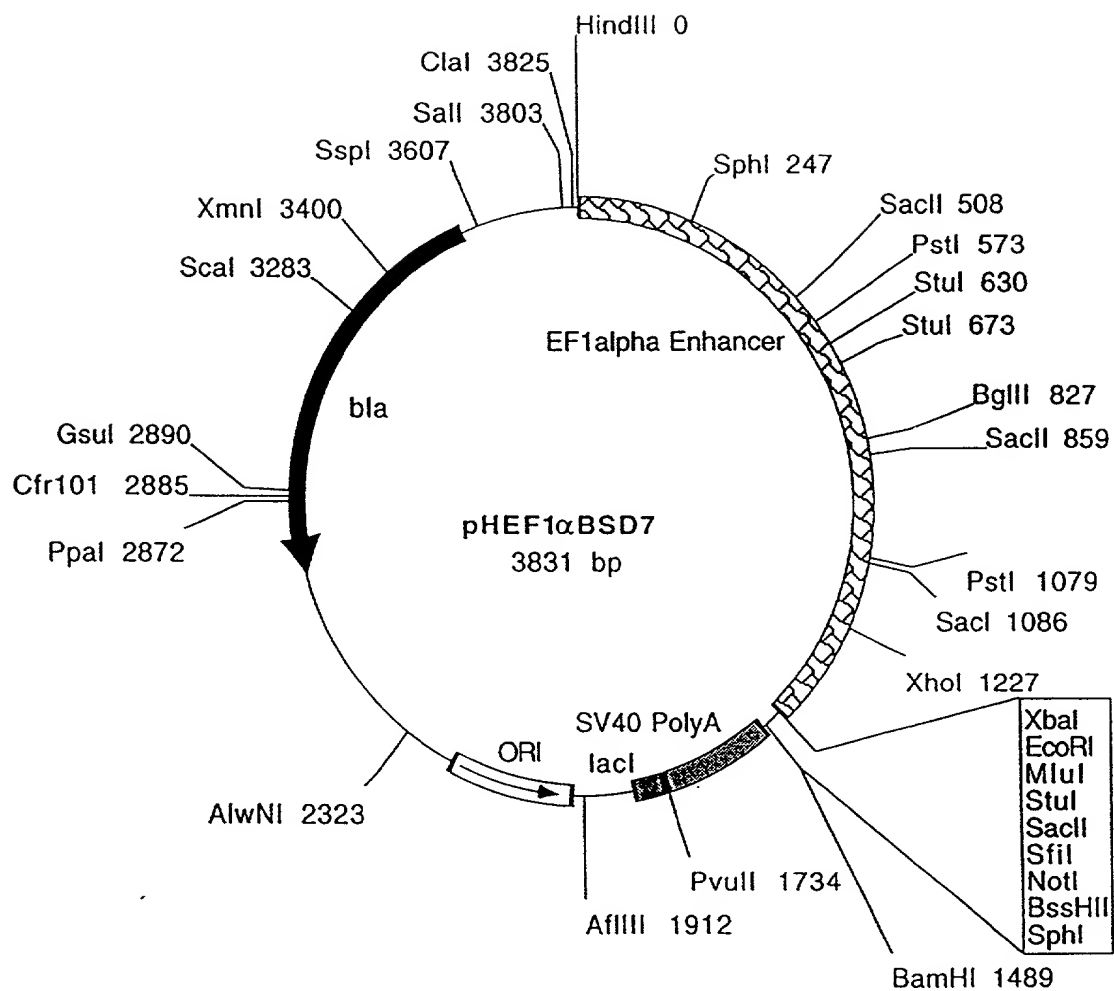 HindIII 0
ClaI 3825
SalI 3803
SspI 3607
XmnI 3400
ScaI 3283
SphI 247
SacII 508
PstI 573
StuI 630
StuI 673
EF1alpha Enhancer
bla
BglII 827
SacII 859
GsuI 2890
Cfr101 2885
PpaI 2872
pHEF1αBSD7
3831 bp
PstI 1079
SacI 1086
XhoI 1227
SV40 PolyA
lacI
ORI
AlwNI 2323
PvuII 1734
AflIII 1912
XbaI
EcoRI
MluI
StuI
SacII
SfiI
NotI
BssHII
SphI
BamHI 1489